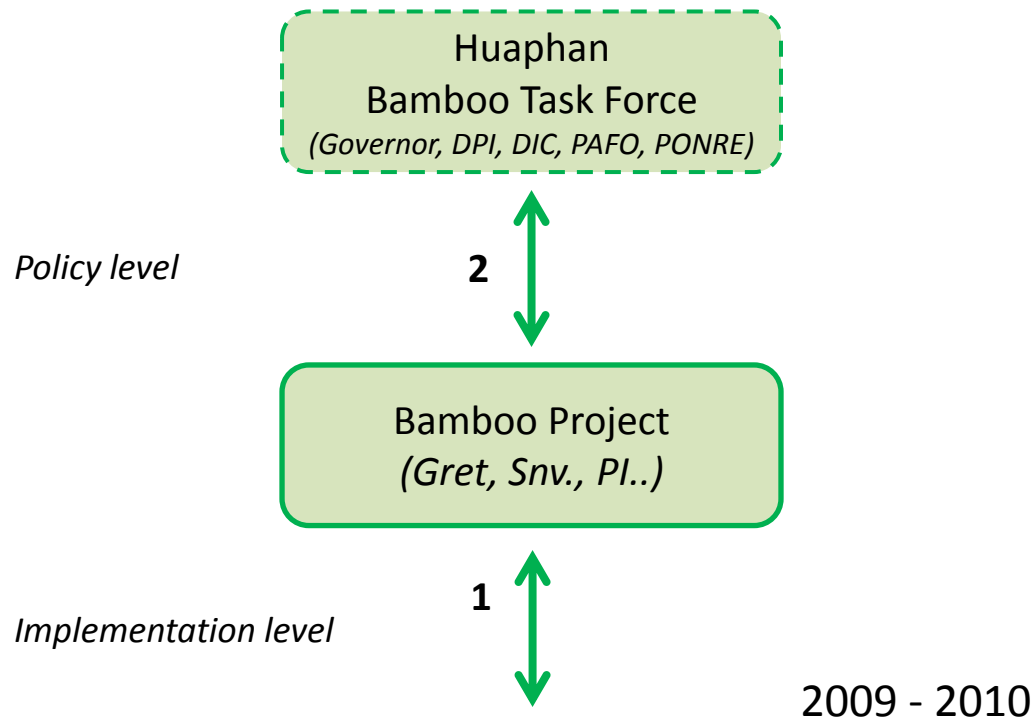 Huaphan
Bamboo Task Force
(Governor, DPI, DIC, PAFO, PONRE)
Policy level
2
Bamboo Project
(Gret, Snv., PI..)
1
Implementation level
2009 - 2010